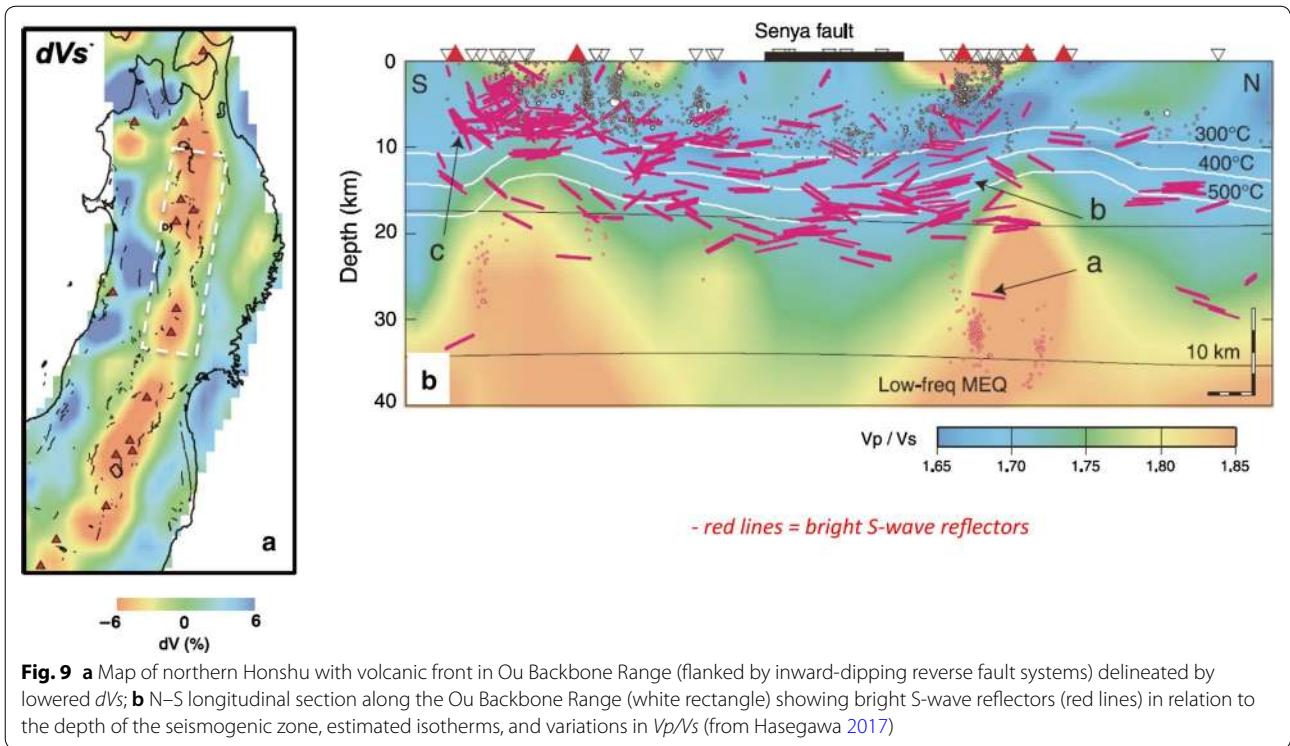 dVs-
a
-6
0
6
dV (%)
Senya fault
S
N
0
10
20
30
40
Depth (km)
300°C
400°C
500°C
c
b
a
10 km
b
Low-freq MEQ
Vp / Vs
1.65
1.70
1.75
1.80
1.85
- red lines = bright S-wave reflectors
Fig. 9 a Map of northern Honshu with volcanic front in Ou Backbone Range (flanked by inward-dipping reverse fault systems) delineated by
lowered dVs; b N–S longitudinal section along the Ou Backbone Range (white rectangle) showing bright S-wave reflectors (red lines) in relation to
the depth of the seismogenic zone, estimated isotherms, and variations in Vp/Vs (from Hasegawa 2017)